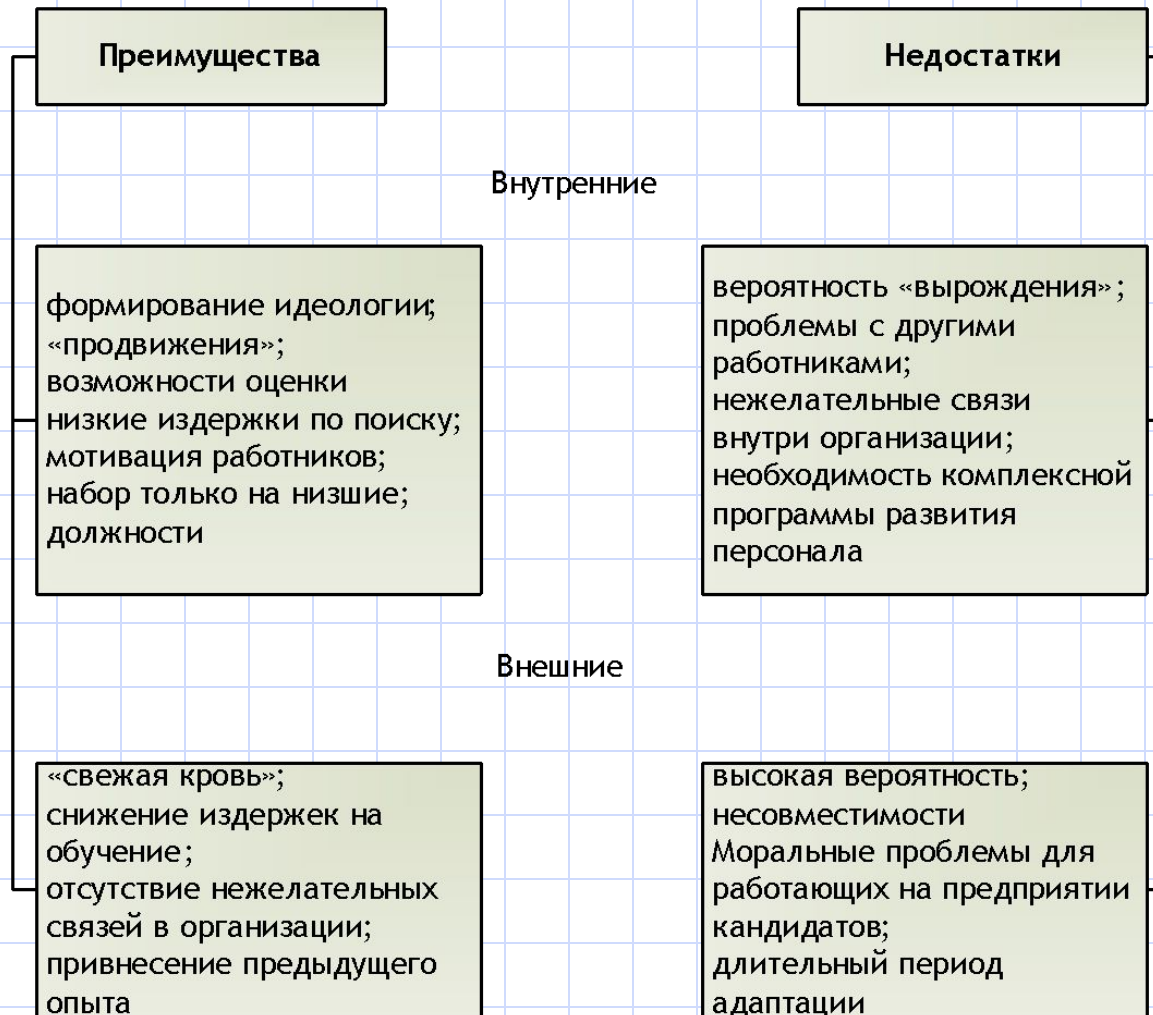 Преимущества
Недостатки
Внутренние
формирование идеологии;
«продвижения»;
возможности оценки
низкие издержки по поиску;
мотивация работников;
набор только на низшие;
должности
вероятность «вырождения»;
проблемы с другими
работниками;
нежелательные связи
внутри организации;
необходимость комплексной
программы развития
персонала
Внешние
«свежая кровь»;
снижение издержек на
обучение;
отсутствие нежелательных
связей в организации;
привнесение предыдущего
опыта
высокая вероятность;
несовместимости
Моральные проблемы для
работающих на предприятии
кандидатов;
длительный период
адаптации